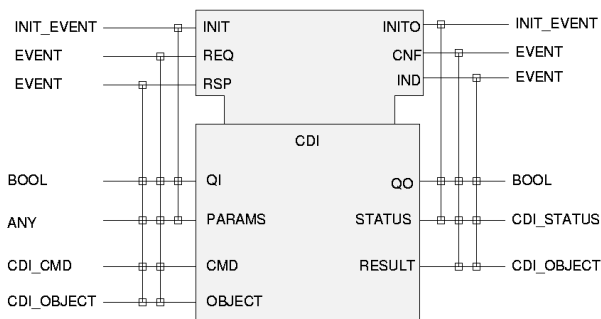 INIT_EVENT INIT INITO INIT_EVENT
EVENT REQ CNF EVENT
EVENT RSP IND EVENT
CDI
BOOL QI QO BOOL
ANY PARAMS STATUS CDI_STATUS
CDI_CMD CMD RESULT CDI_OBJECT
CDI_OBJECT OBJECT